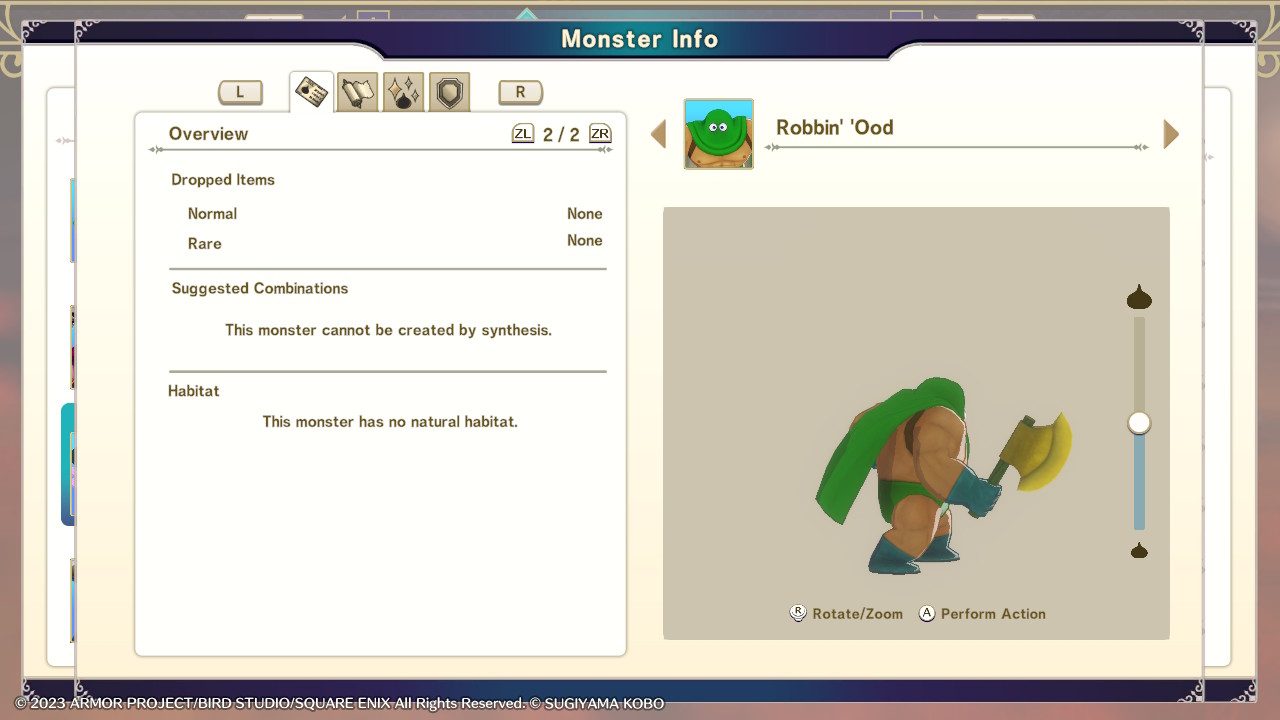 Monster Info
L
R
Overview
ZL 2 / 2 ZR
Robbin' 'Ood
Dropped Items
Normal None
Rare None
Suggested Combinations
This monster cannot be created by synthesis.
Habitat
This monster has no natural habitat.
R Rotate/Zoom A Perform Action
© 2023 ARMOR PROJECT/BIRD STUDIO/SQUARE ENIX All Rights Reserved. © SUGIYAMA KOBO